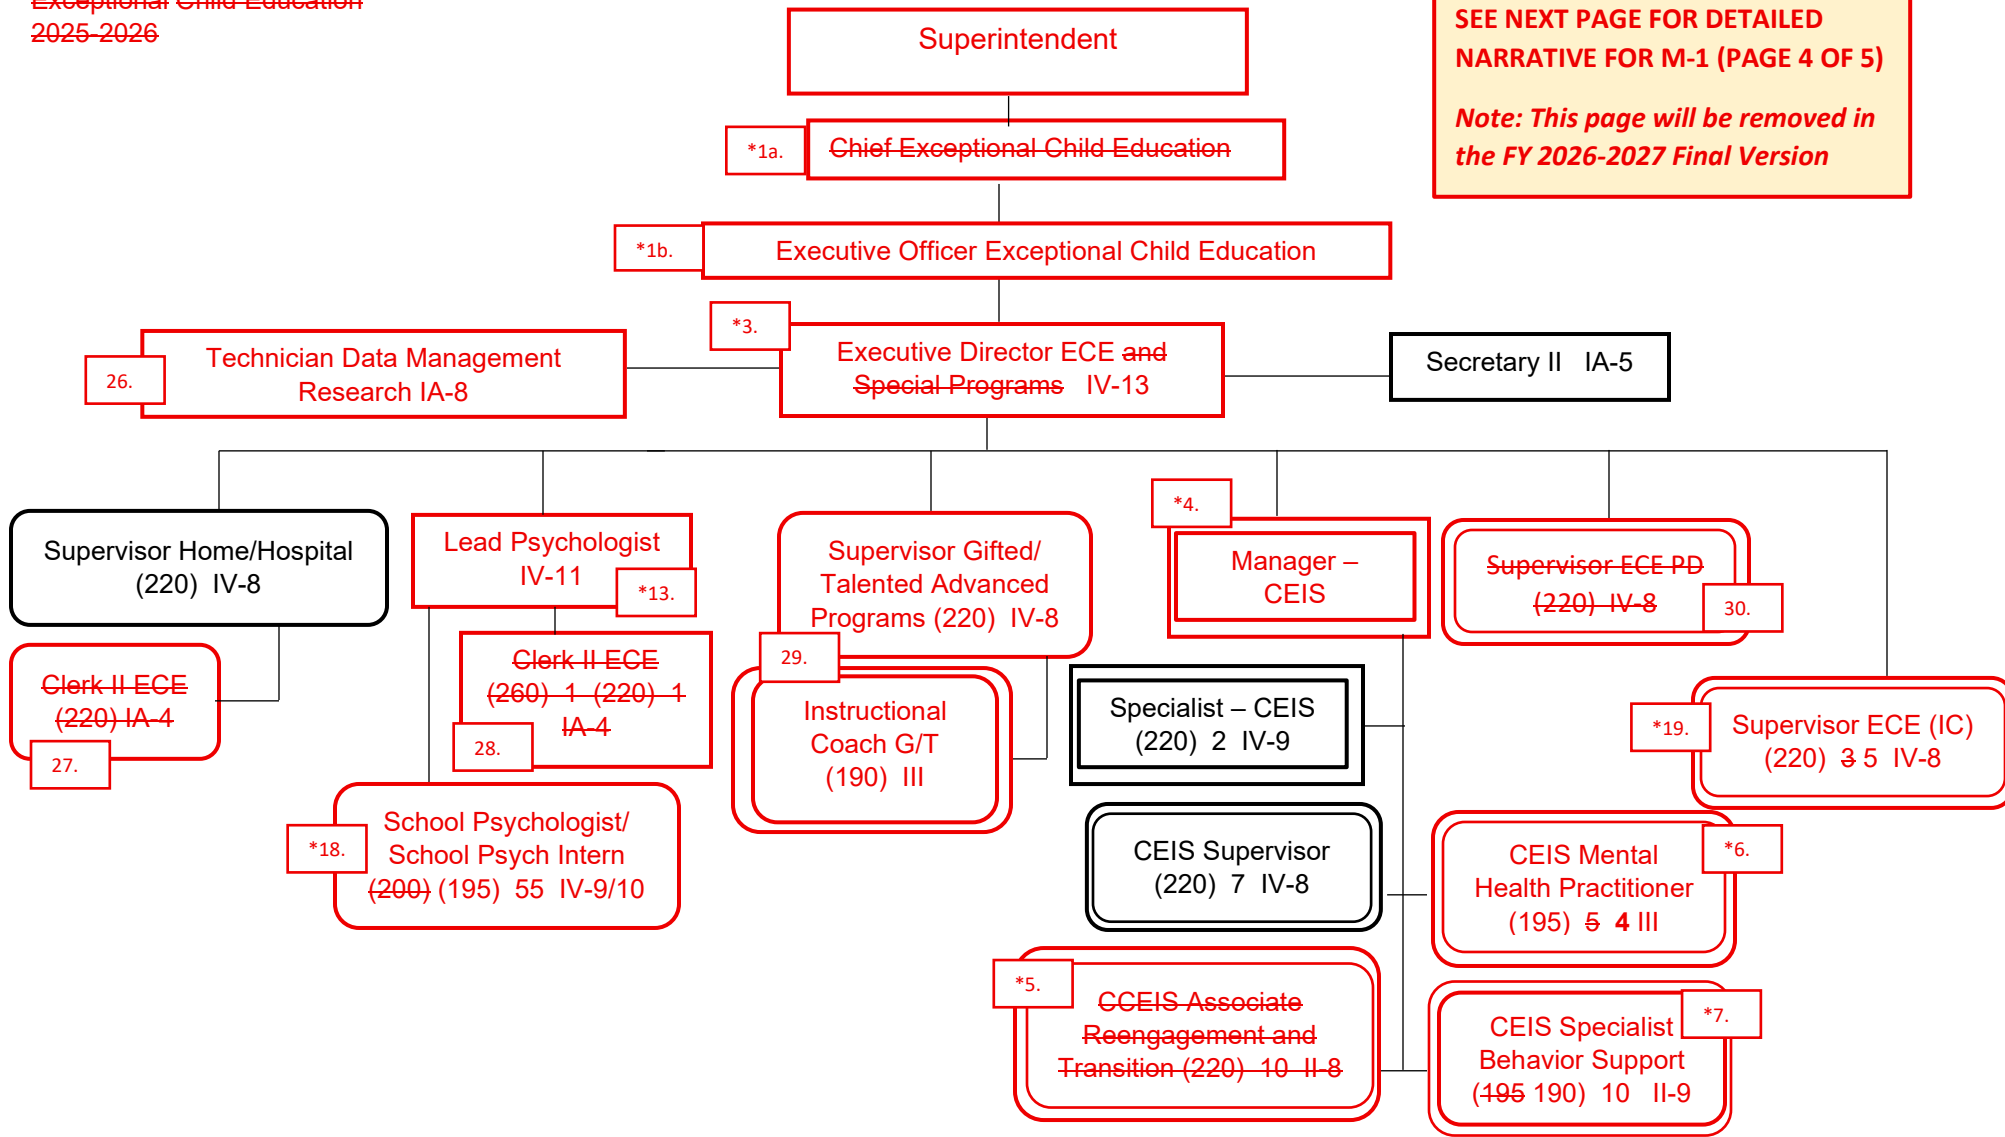 Exceptional Child Education
2025-2026
SEE NEXT PAGE FOR DETAILED
NARRATIVE FOR M-1 (PAGE 4 OF 5)
Note: This page will be removed in
the FY 2026-2027 Final Version
Superintendent
*1a.
Chief Exceptional Child Education
*1b.
Executive Officer Exceptional Child Education
*3.
Executive Director ECE and
Special Programs IV-13
26.
Technician Data Management
Research IA-8
Secretary II IA-5
Supervisor Home/Hospital
(220) IV-8
Clerk II ECE
(220) IA-4
27.
Lead Psychologist
IV-11
*13.
Clerk II ECE
(260) 1 (220) 1
IA-4
28.
*18.
School Psychologist/
School Psych Intern
(200) (195) 55 IV-9/10
Supervisor Gifted/
Talented Advanced
Programs (220) IV-8
29.
Instructional
Coach G/T
(190) III
*4.
Manager –
CEIS
Specialist – CEIS
(220) 2 IV-9
CEIS Supervisor
(220) 7 IV-8
*5.
CCEIS Associate
Reengagement and
Transition (220) 10 II-8
Supervisor ECE PD
(220) IV-8
30.
*19.
Supervisor ECE (IC)
(220) 3 5 IV-8
*6.
CEIS Mental
Health Practitioner
(195) 5 4 III
*7.
CEIS Specialist
Behavior Support
(195 190) 10 II-9